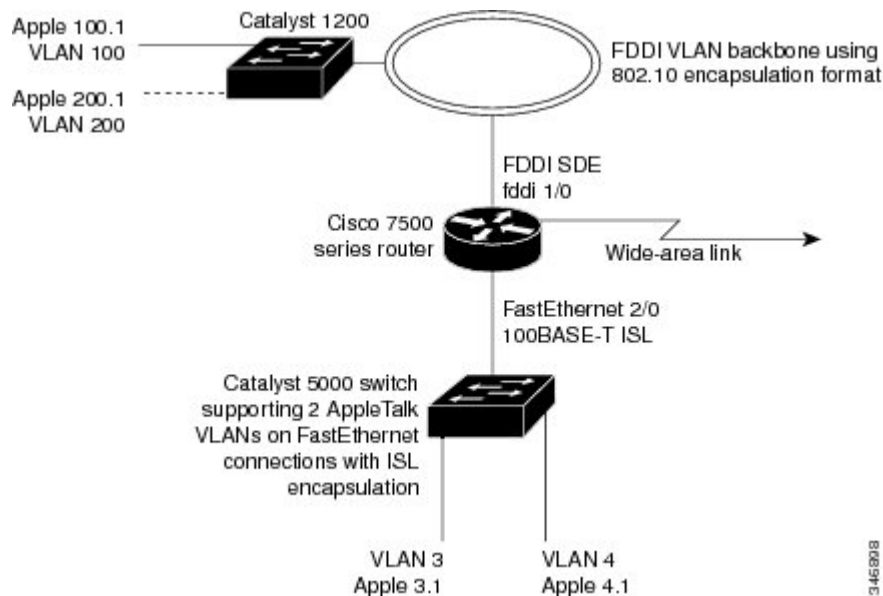 Catalyst 1200
Apple 100.1
VLAN 100
Apple 200.1
VLAN 200
FDDI VLAN backbone using
802.10 encapsulation format
FDDI SDE
fddi 1/0
Cisco 7500
series router
Wide-area link
FastEthernet 2/0
100BASE-T ISL
Catalyst 5000 switch
supporting 2 AppleTalk
VLANs on FastEthernet
connections with ISL
encapsulation
VLAN 3
Apple 3.1
VLAN 4
Apple 4.1
346898